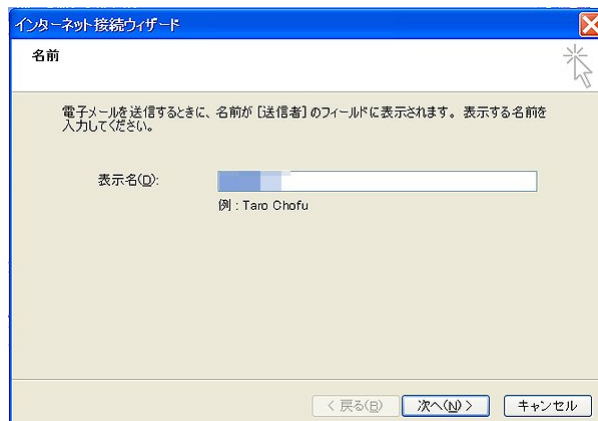 インターネット接続ウィザード
名前
電子メールを送信するときに、名前が [送信者] のフィールドに表示されます。表示する名前を
入力してください。
表示名(D):
例 : Taro Chofu
< 戻る(B) 次へ(N) > キャンセル